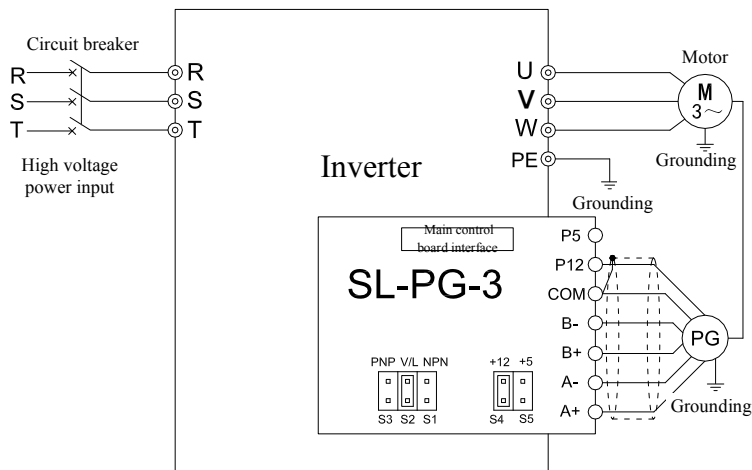 Circuit breaker
R
S
T
High voltage
power input
R
S
T
Inverter
U
V
W
PE
Motor
M
3~
Grounding
Grounding
Main control
board interface
SL-PG-3
P5
P12
COM
B-
B+
A-
A+
PG
Grounding
PNP V/L NPN
S3 S2 S1
+12 +5
S4 S5